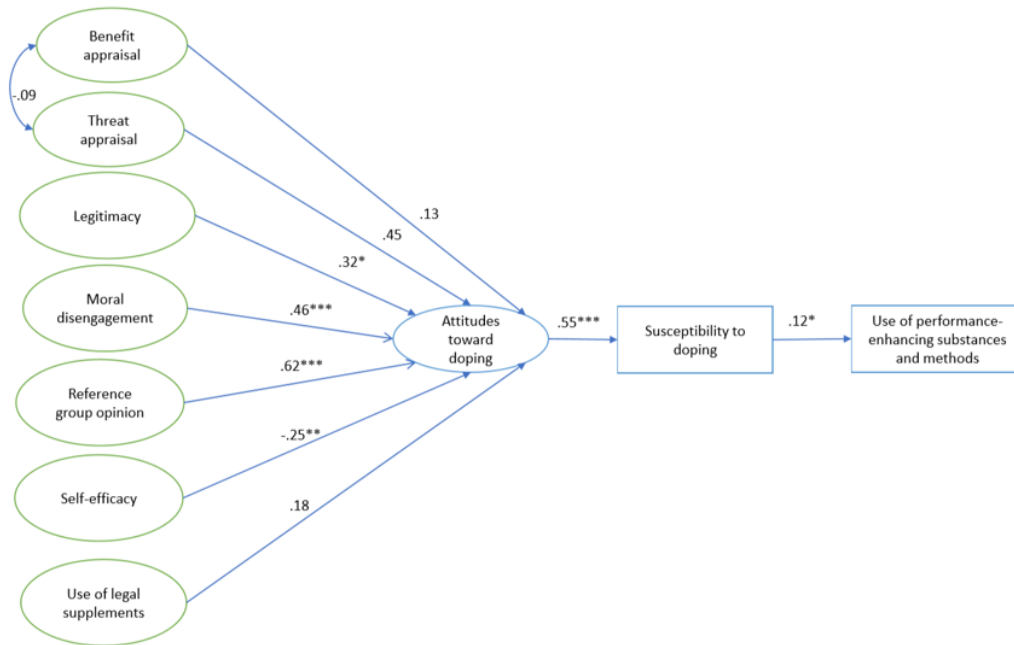 Benefit
appraisal
-.09
Threat
appraisal
Legitimacy
Moral
disengagement
Reference
group opinion
Self-efficacy
Use of legal
supplements
.13
.45
.32*
.46***
.62***
-.25**
.18
Attitudes
toward
doping
.55***
Susceptibility to
doping
.12*
Use of performance-
enhancing substances
and methods